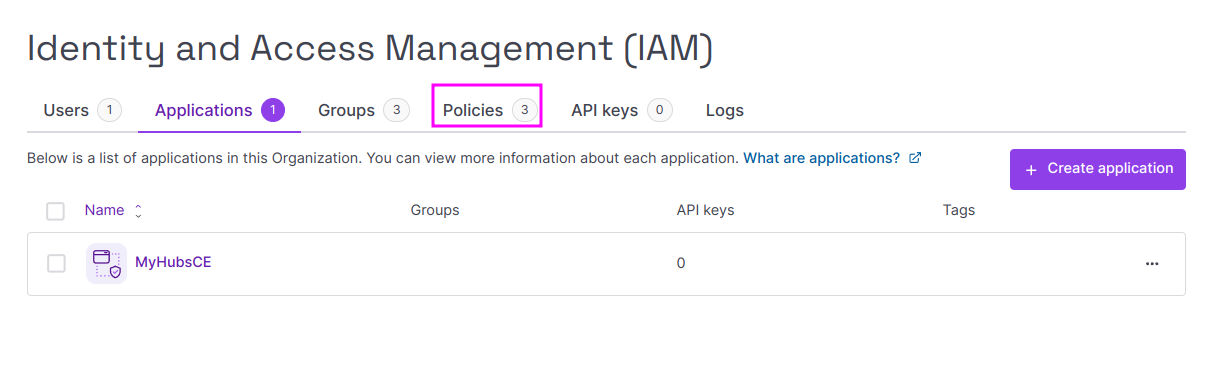 Identity and Access Management (IAM)
Users 1 Applications 1 Groups 3 Policies 3 API keys 0 Logs
Below is a list of applications in this Organization. You can view more information about each application. What are applications?
+ Create application
Name Groups API keys Tags
MyHubsCE 0 ...